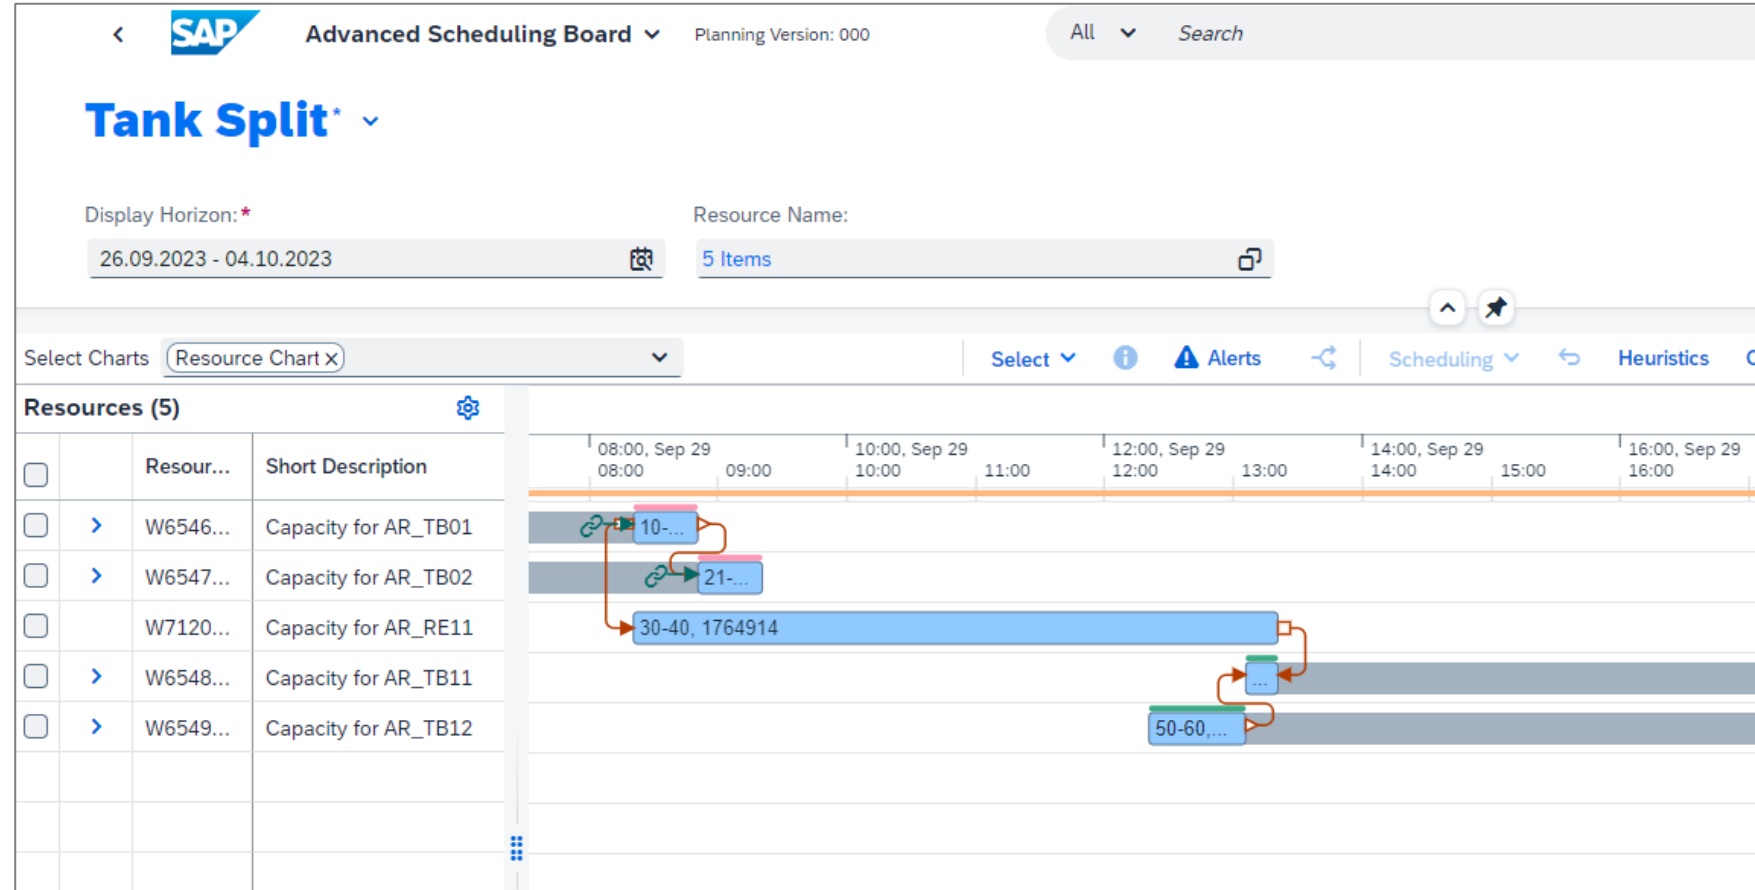 SAP Advanced Scheduling Board Planning Version: 000 All Search
Tank Split*
Display Horizon:* Resource Name:
26.09.2023 - 04.10.2023 5 Items
Select Charts Resource Chart Select Alerts Scheduling Heuristics
Resources (5)
08:00, Sep 29 10:00, Sep 29 12:00, Sep 29 14:00, Sep 29 16:00, Sep 29
Resour... Short Description 08:00 09:00 10:00 11:00 12:00 13:00 14:00 15:00 16:00
W6546... Capacity for AR_TB01 10-...
W6547... Capacity for AR_TB02 21-...
W7120... Capacity for AR_RE11 30-40, 1764914
W6548... Capacity for AR_TB11 ...
W6549... Capacity for AR_TB12 50-60,...